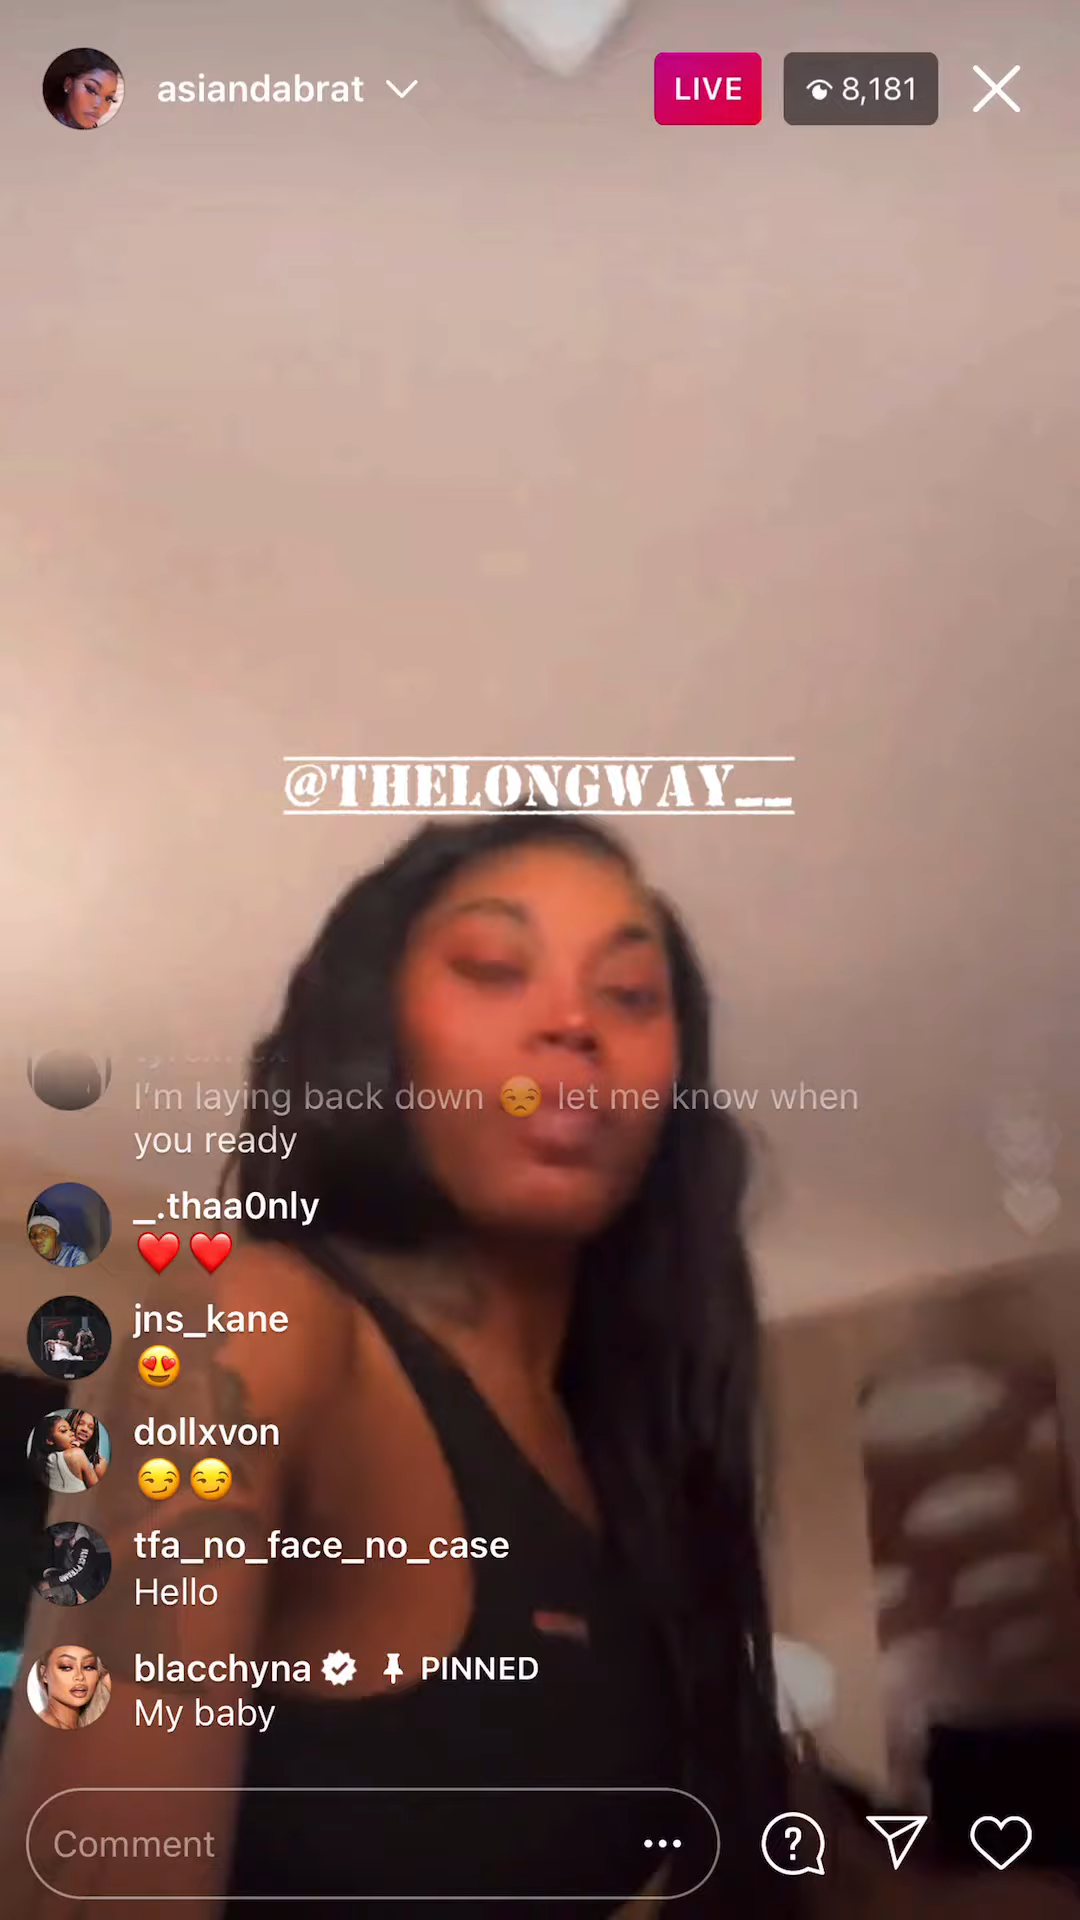 asiandabrat
LIVE
8,181
@THELONGWAY__
I'm laying back down 😒 let me know when
you ready
_.thaa0nly
❤️❤️
jns_kane
😍
dollxvon
😏😏
tfa_no_face_no_case
Hello
blacchyna PINNED
My baby
Comment